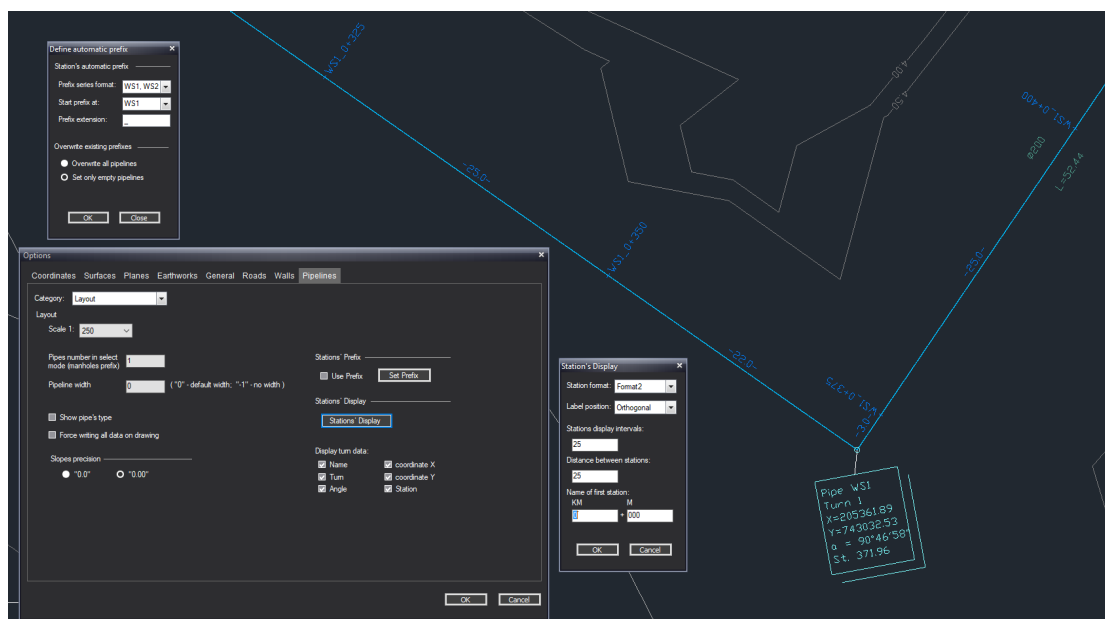 Define automatic prefix
Station's automatic prefix
Prefix series format: WS1, WS2
Start prefix at: WS1
Prefix extension: _
Overwrite existing prefixes
Overwrite all pipelines
Set only empty pipelines
OK Close
WS1_0+325
-25.0-
WS1_0+350
-22.0-
WS1_0+375
-3.0-
-25.0-
WS1_0+400
ø200
L=52.44
4.00
4.50
Options
Coordinates Surfaces Planes Earthworks General Roads Walls Pipelines
Category: Layout
Layout
Scale 1: 250
Pipes number in select
mode (manholes prefix) 1
Pipeline width 0 ( "0" - default width; "-1" - no width )
Show pipe's type
Force writing all data on drawing
Slopes precision
"0.0" "0.00"
Stations' Prefix
Use Prefix Set Prefix
Stations' Display
Stations' Display
Display turn data:
Name coordinate X
Turn coordinate Y
Angle Station
OK Cancel
Station's Display
Station format: Format2
Label position: Orthogonal
Stations display intervals:
25
Distance between stations:
25
Name of first station:
KM M
0 + 000
OK Cancel
Pipe WS1
Turn 1
X=205361.89
Y=743032.53
α = 90°46'58"
St. 371.96